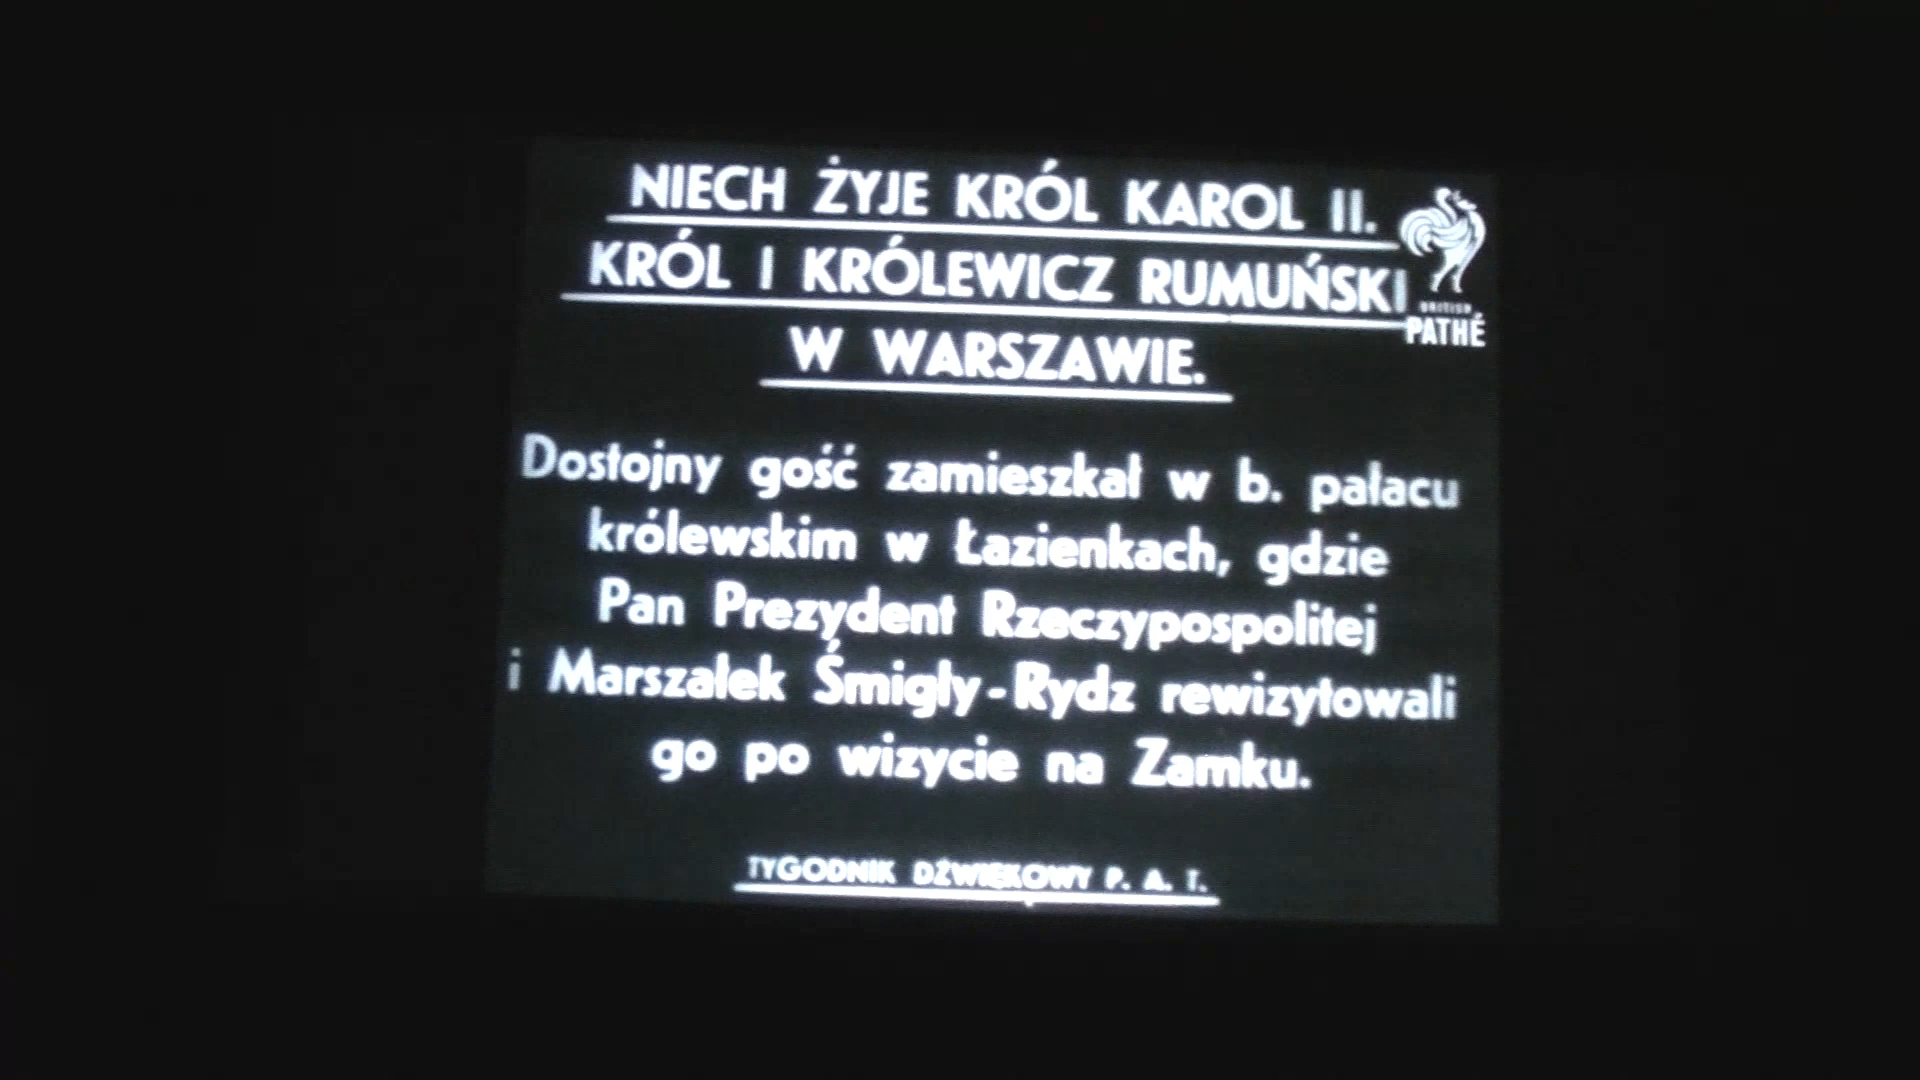 NIECH ŻYJE KRÓL KAROL II.
KRÓL I KRÓLEWICZ RUMUŃSKI
W WARSZAWIE.
BRITISH
PATHÉ
Dostojny gość zamieszkał w b. pałacu
królewskim w Łazienkach, gdzie
Pan Prezydent Rzeczypospolitej
i Marszałek Śmigły-Rydz rewizytowali
go po wizycie na Zamku.
TYGODNIK DŹWIĘKOWY P. A. T.